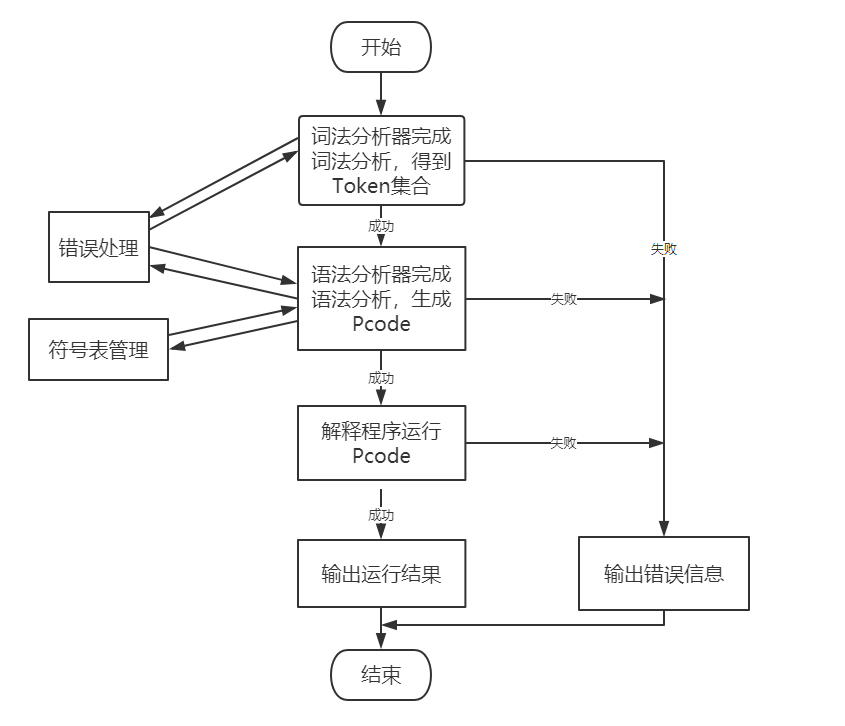 开始
词法分析器完成
词法分析，得到
Token集合
成功
失败
错误处理
语法分析器完成
语法分析，生成
Pcode
失败
符号表管理
成功
解释程序运行
Pcode
失败
成功
输出运行结果
输出错误信息
结束